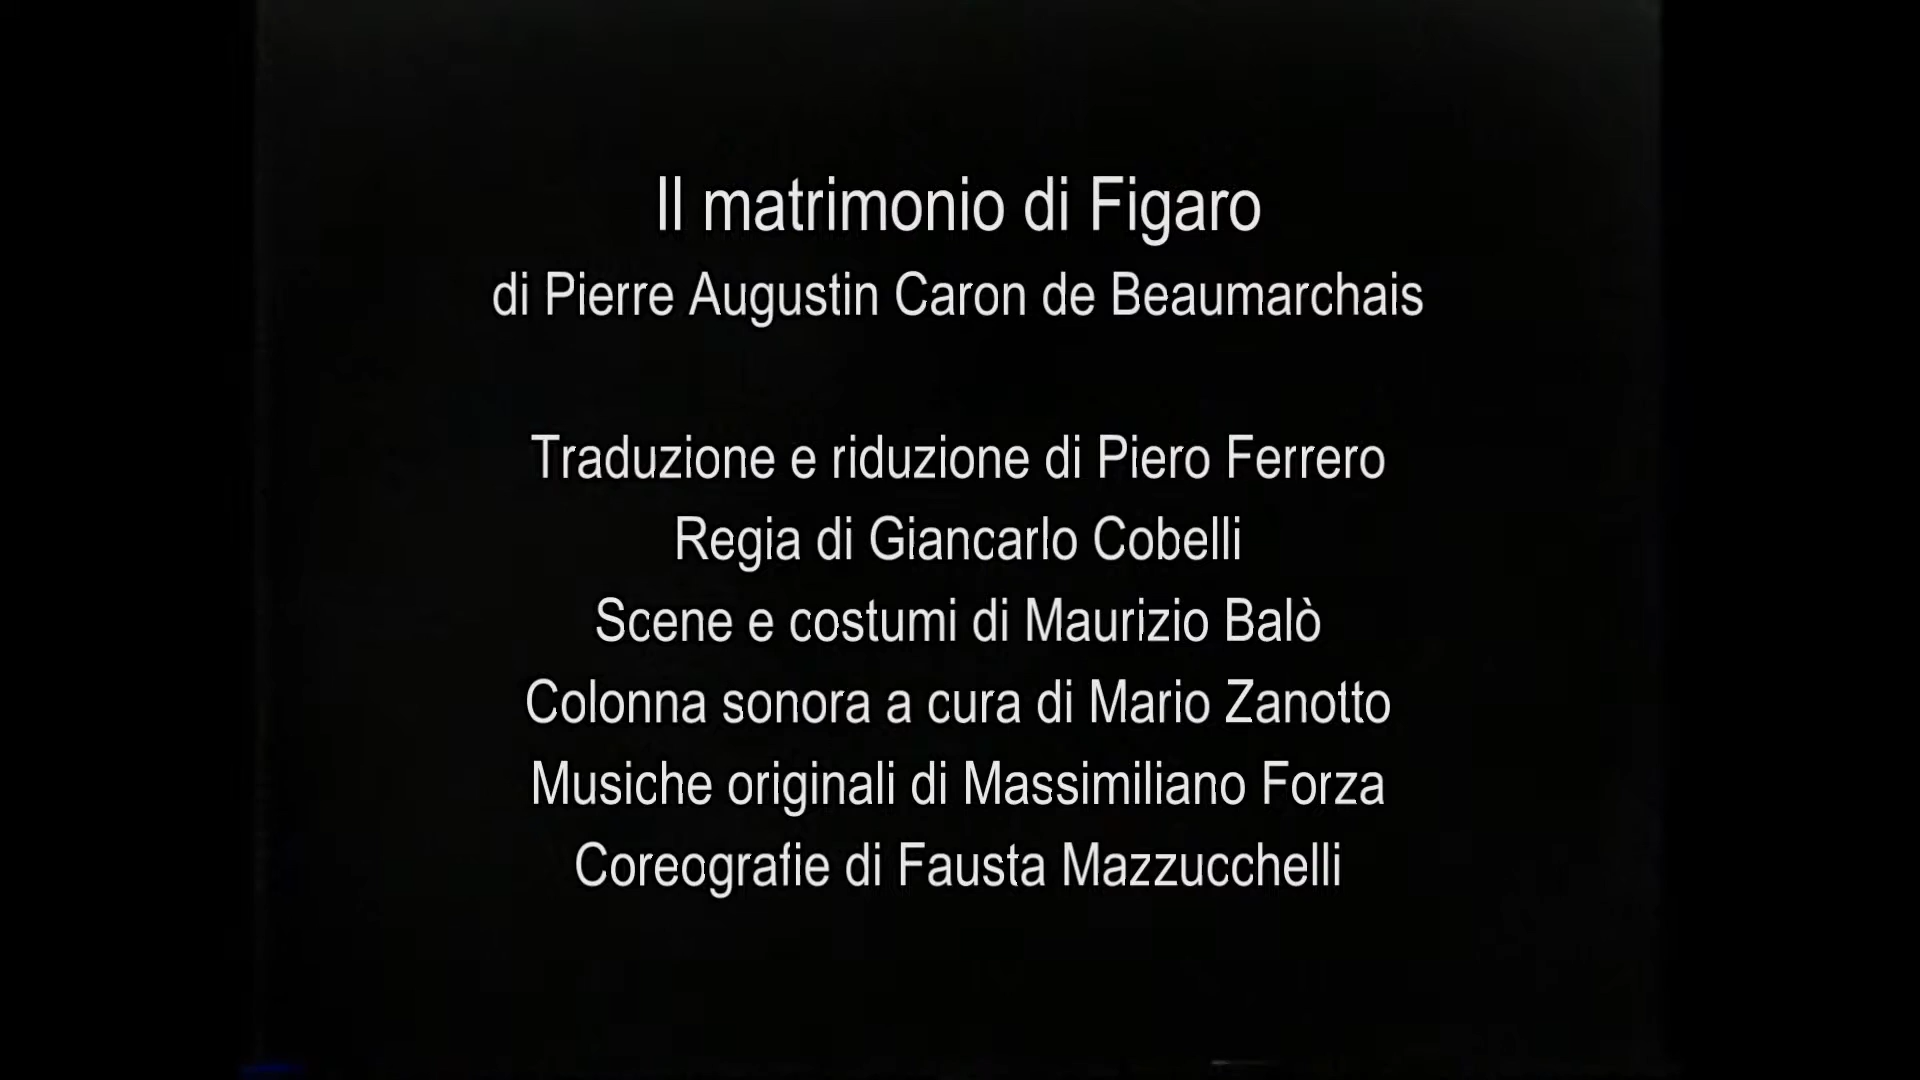 Il matrimonio di Figaro
di Pierre Augustin Caron de Beaumarchais
Traduzione e riduzione di Piero Ferrero
Regia di Giancarlo Cobelli
Scene e costumi di Maurizio Balò
Colonna sonora a cura di Mario Zanotto
Musiche originali di Massimiliano Forza
Coreografie di Fausta Mazzucchelli